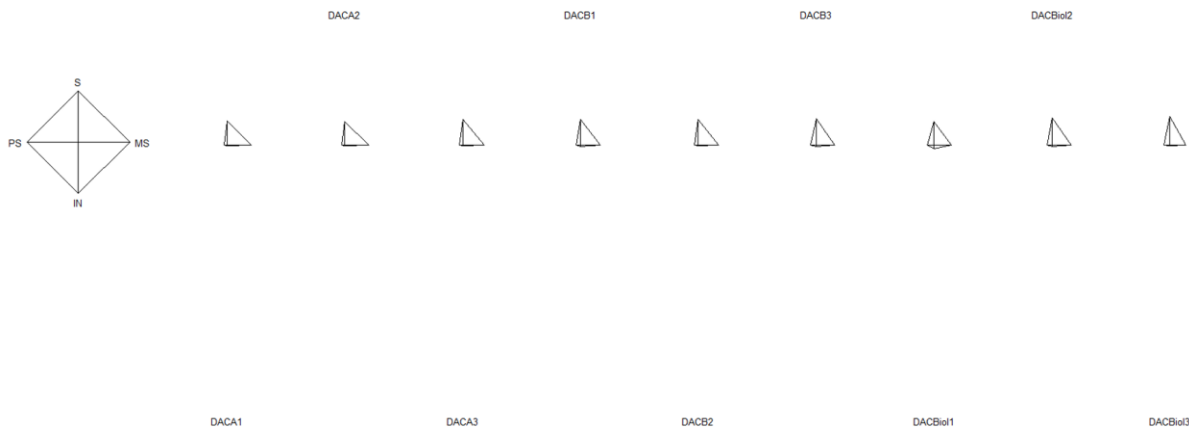 DACA2 DACB1 DACB3 DACBiol2
S
PS MS
IN
DACA1 DACA3 DACB2 DACBiol1 DACBiol3